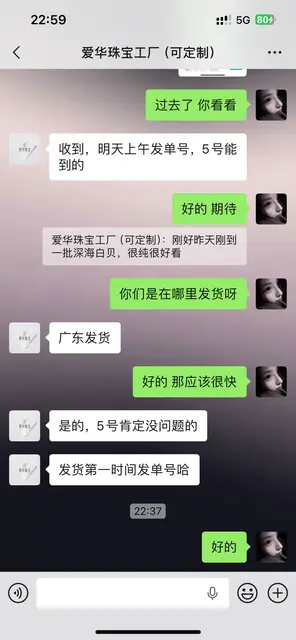 22:59
5G
80
爱华珠宝工厂（可定制）
过去了 你看看
收到，明天上午发单号，5号能
到的
好的 期待
爱华珠宝工厂（可定制）：刚好昨天刚到
一批深海白贝，很纯很好看
你们是在哪里发货呀
广东发货
好的 那应该很快
是的，5号肯定没问题的
发货第一时间发单号哈
22:37
好的